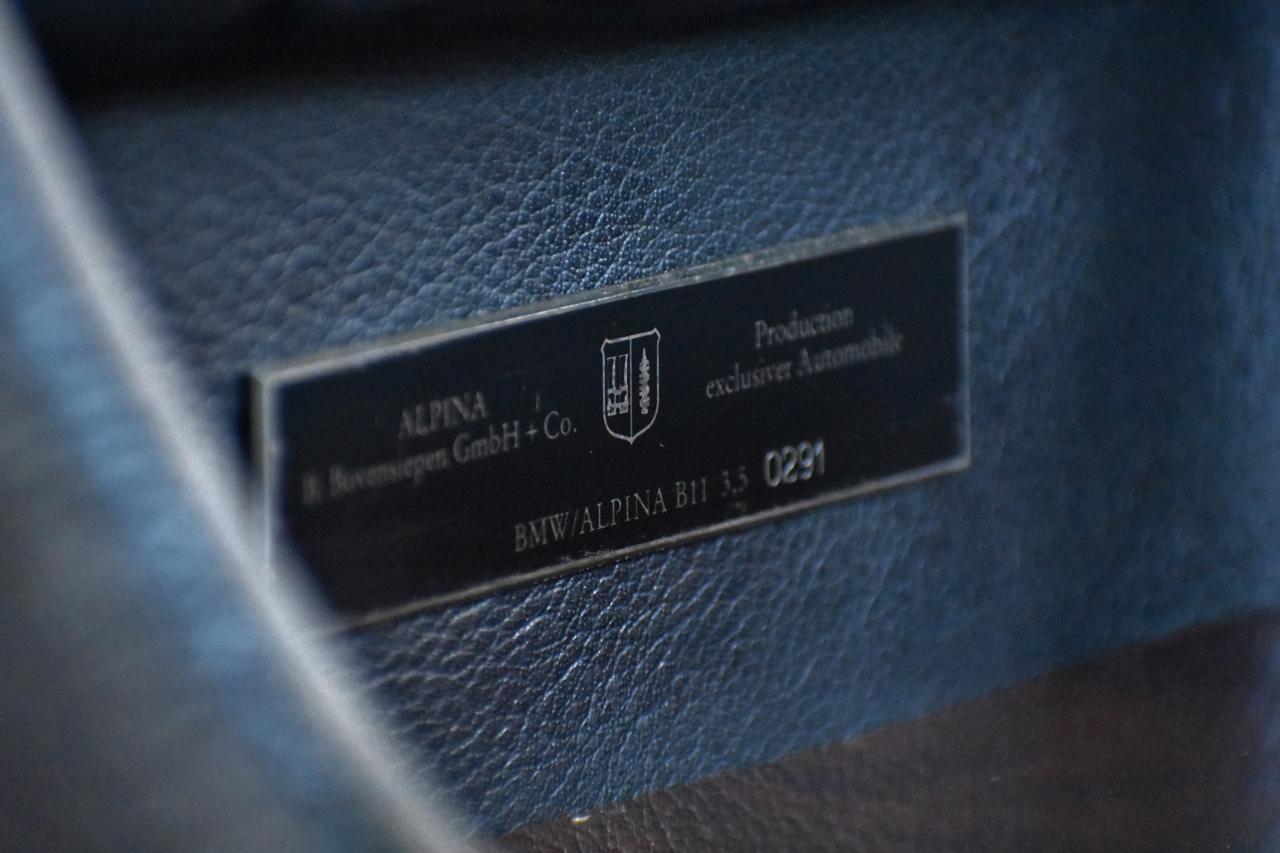 ALPINA
B. Bovensiepen GmbH + Co.
Production
exclusiver Automobile
BMW/ALPINA B11 3.5 0291